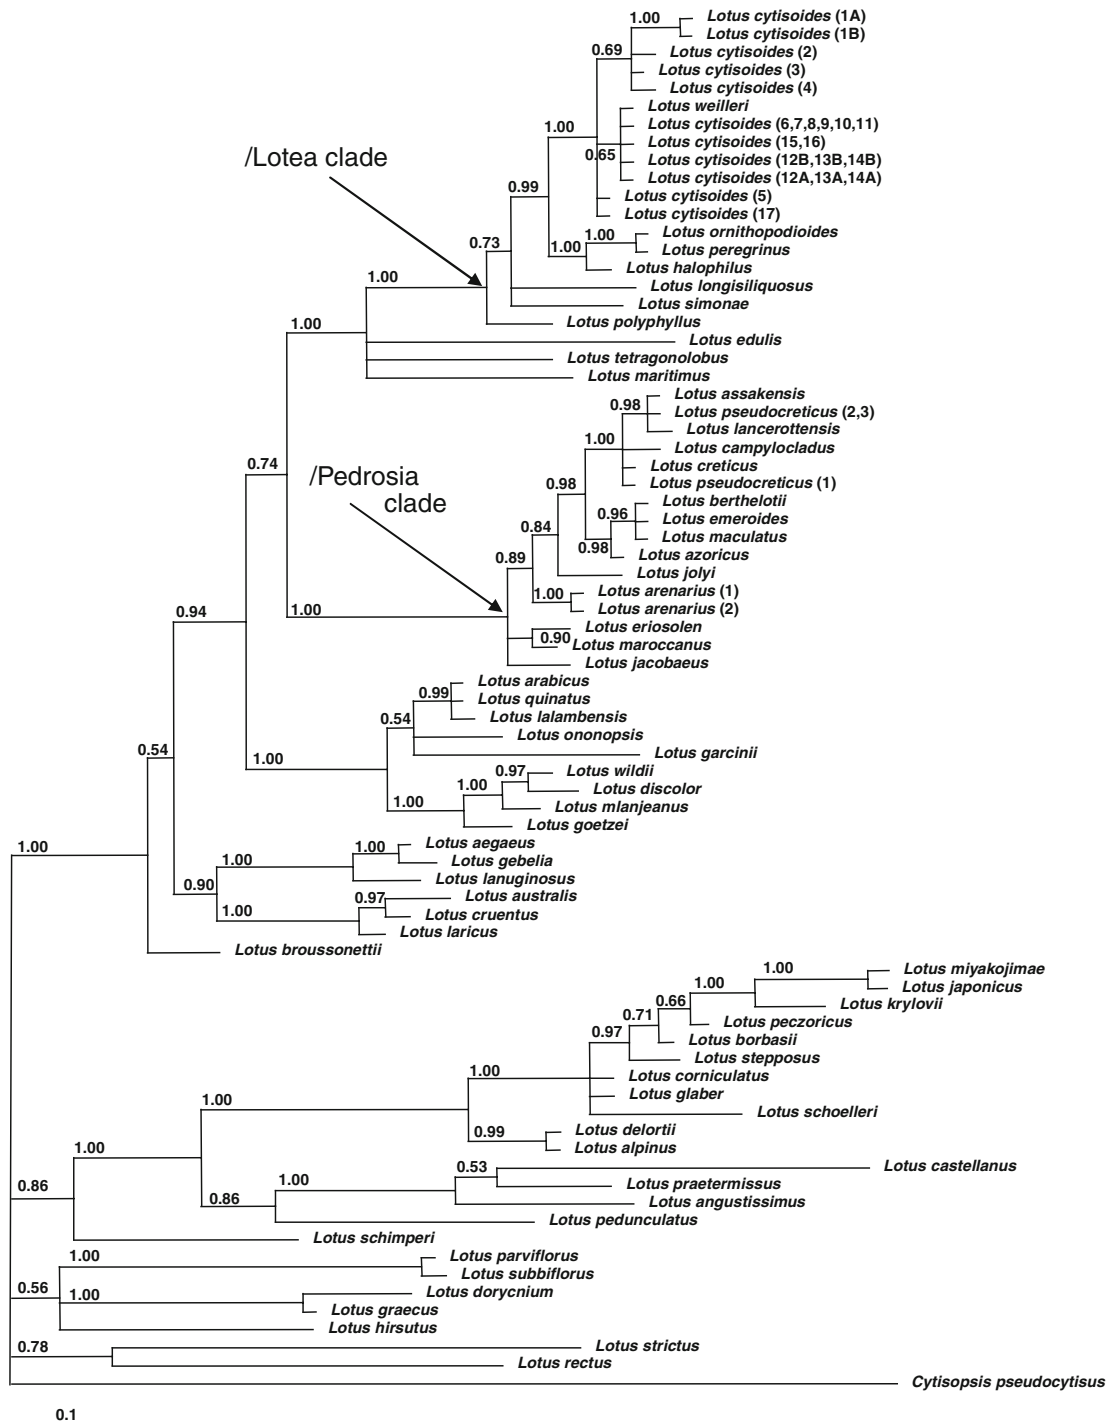 1.00
Lotus cytisoides (1A)
Lotus cytisoides (1B)
0.69
Lotus cytisoides (2)
Lotus cytisoides (3)
Lotus cytisoides (4)
Lotus weilleri
1.00
Lotus cytisoides (6,7,8,9,10,11)
Lotus cytisoides (15,16)
/Lotea clade
0.65
Lotus cytisoides (12B,13B,14B)
Lotus cytisoides (12A,13A,14A)
0.99
Lotus cytisoides (5)
Lotus cytisoides (17)
1.00
Lotus ornithopodioides
0.73
1.00
Lotus peregrinus
Lotus halophilus
1.00
Lotus longisiliquosus
Lotus simonae
1.00
Lotus polyphyllus
Lotus edulis
Lotus tetragonolobus
Lotus maritimus
Lotus assakensis
0.98
Lotus pseudocreticus (2,3)
Lotus lancerottensis
1.00
Lotus campylocladus
0.74
Lotus creticus
/Pedrosia
clade
0.98
Lotus pseudocreticus (1)
Lotus berthelotii
0.96
Lotus emeroides
0.84
Lotus maculatus
0.98
Lotus azoricus
0.89
Lotus jolyi
1.00
Lotus arenarius (1)
0.94
1.00
Lotus arenarius (2)
Lotus eriosolen
0.90
Lotus maroccanus
Lotus jacobaeus
Lotus arabicus
0.99
Lotus quinatus
0.54
Lotus lalambensis
Lotus ononopsis
0.54
1.00
Lotus garcinii
0.97
Lotus wildii
1.00
Lotus discolor
1.00
Lotus mlanjeanus
Lotus goetzei
1.00
1.00
Lotus aegaeus
1.00
Lotus gebelia
0.90
Lotus lanuginosus
0.97
Lotus australis
1.00
Lotus cruentus
Lotus laricus
Lotus broussonettii
1.00
Lotus miyakojimae
1.00
Lotus japonicus
0.66
Lotus krylovii
0.71
Lotus peczoricus
0.97
Lotus borbasii
Lotus stepposus
1.00
Lotus corniculatus
1.00
Lotus glaber
Lotus schoelleri
0.99
Lotus delortii
1.00
Lotus alpinus
0.53
Lotus castellanus
0.86
1.00
Lotus praetermissus
0.86
Lotus angustissimus
Lotus pedunculatus
Lotus schimperi
1.00
Lotus parviflorus
Lotus subbiflorus
0.56
1.00
Lotus dorycnium
Lotus graecus
Lotus hirsutus
0.78
Lotus strictus
Lotus rectus
Cytisopsis pseudocytisus
0.1